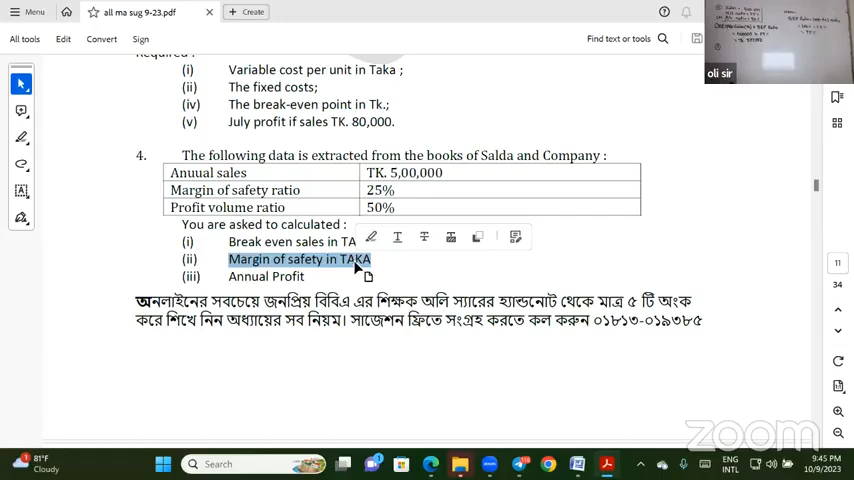 Menu
all ma sug 9-23.pdf
Create
All tools
Edit
Convert
Sign
Find text or tools
oli sir
Required :
(i) Variable cost per unit in Taka ;
(ii) The fixed costs;
(iv) The break-even point in Tk.;
(v) July profit if sales TK. 80,000.
4. The following data is extracted from the books of Salda and Company :
Anuual sales TK. 5,00,000
Margin of safety ratio 25%
Profit volume ratio 50%
You are asked to calculated :
(i) Break even sales in TA
(ii) Margin of safety in TAKA
(iii) Annual Profit
অনলাইনের সবচেয়ে জনপ্রিয় বিবিএ এর শিক্ষক অলি স্যারের হ্যান্ডনোট থেকে মাত্র ৫ টি অংক
করে শিখে নিন অধ্যায়ের সব নিয়ম। সাজেশন ফ্রিতে সংগ্রহ করতে কল করুন ০১৮১৩-০১৯৩৮৫
11
34
zoom
1
81°F
Cloudy
Search
ENG
INTL
9:45 PM
10/9/2023